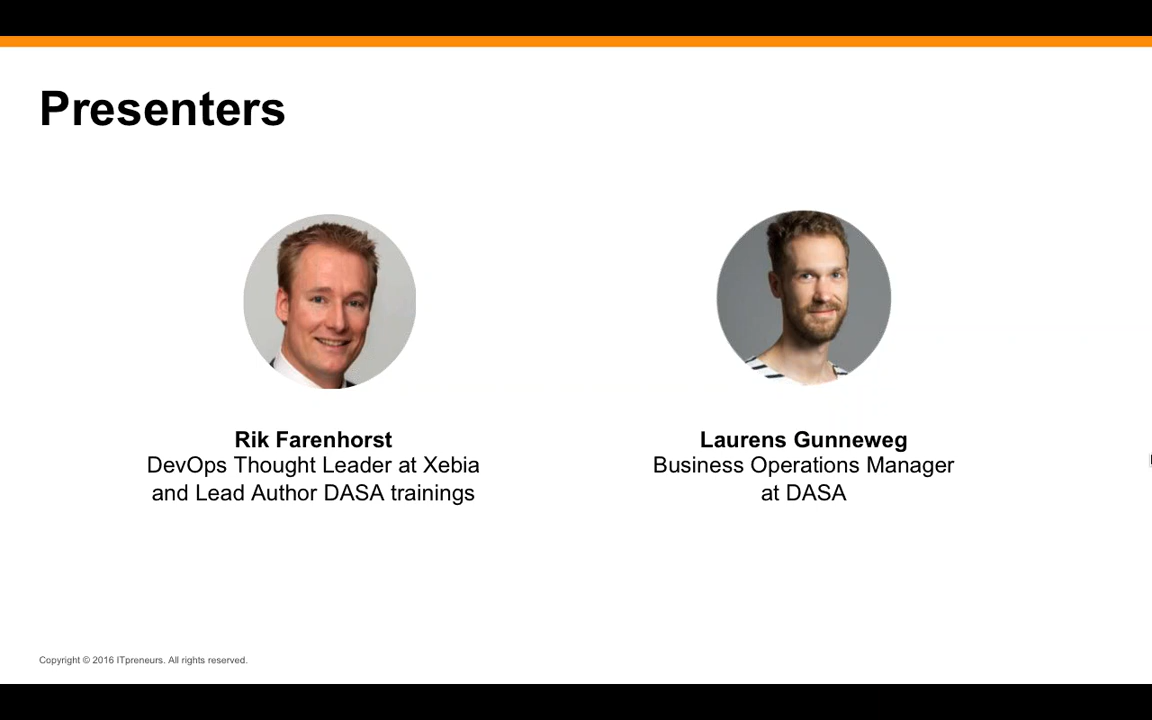 Presenters
Rik Farenhorst
DevOps Thought Leader at Xebia
and Lead Author DASA trainings
Laurens Gunneweg
Business Operations Manager
at DASA
Copyright © 2016 ITpreneurs. All rights reserved.